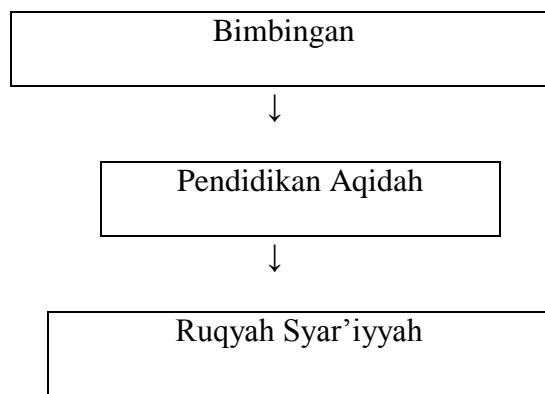 Bimbingan
↓
Pendidikan Aqidah
↓
Ruqyah Syar’iyyah